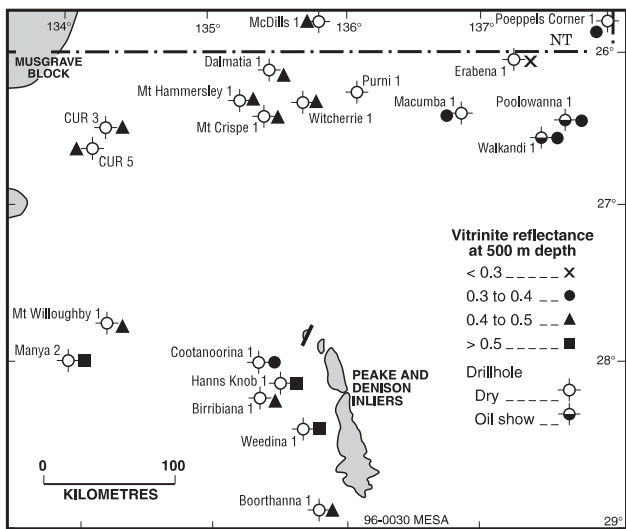 134°
135°
136°
137°
McDills 1
Poeppels Corner 1
NT
26°
MUSGRAVE
BLOCK
Dalmatia 1
Erabena 1
Mt Hammersley 1
Purni 1
Mt Crispe 1
Witcherrie 1
Macumba 1
Poolowanna 1
CUR 3
CUR 5
Walkandi 1
27°
Vitrinite reflectance
at 500 m depth
< 0.3
0.3 to 0.4
0.4 to 0.5
> 0.5
Drillhole
Dry
Oil show
Mt Willoughby 1
Manya 2
Cootanoorina 1
Hanns Knob 1
Birribiana 1
Weedina 1
PEAKE AND
DENISON
INLIERS
28°
0 100
KILOMETRES
Boorthanna 1
96-0030 MESA
29°